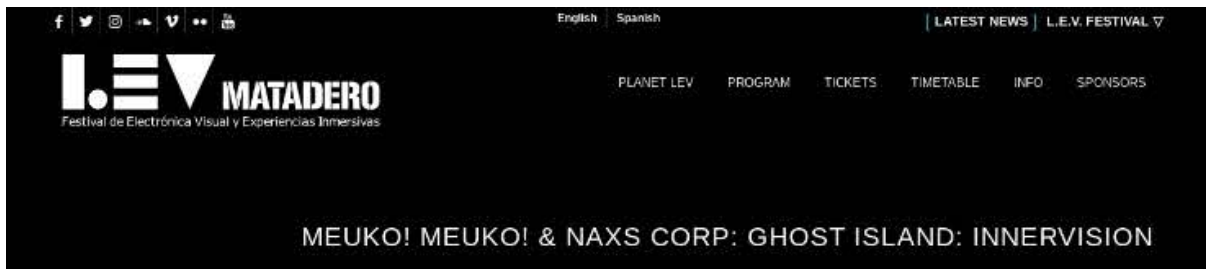 English Spanish [ LATEST NEWS ] L.E.V. FESTIVAL ▽
L.E.V MATADERO
Festival de Electrónica Visual y Experiencias Inmersivas
PLANET LEV PROGRAM TICKETS TIMETABLE INFO SPONSORS
MEUKO! MEUKO! & NAXS CORP: GHOST ISLAND: INNERVISION